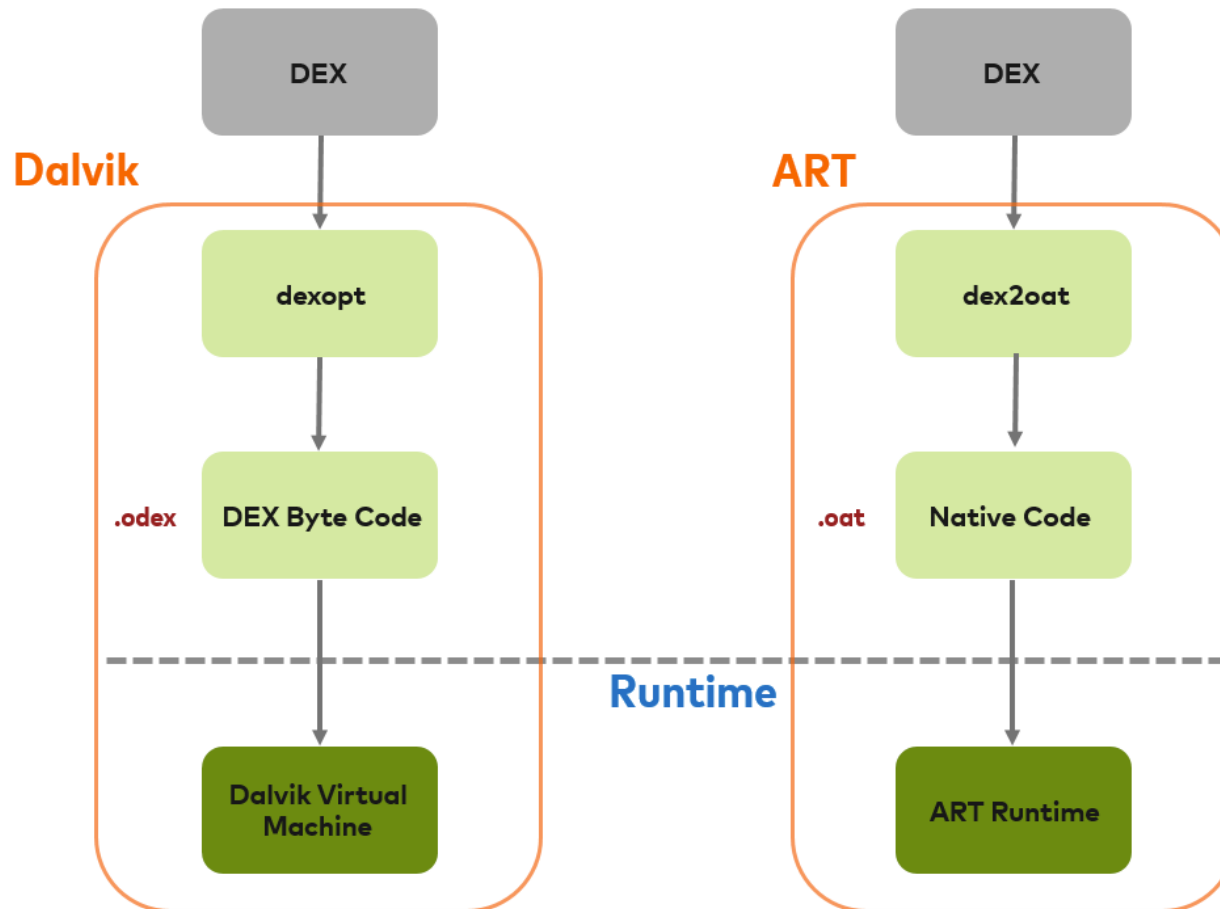 DEX
DEX
Dalvik
ART
dexopt
dex2oat
.odex
DEX Byte Code
.oat
Native Code
Runtime
Dalvik Virtual
Machine
ART Runtime